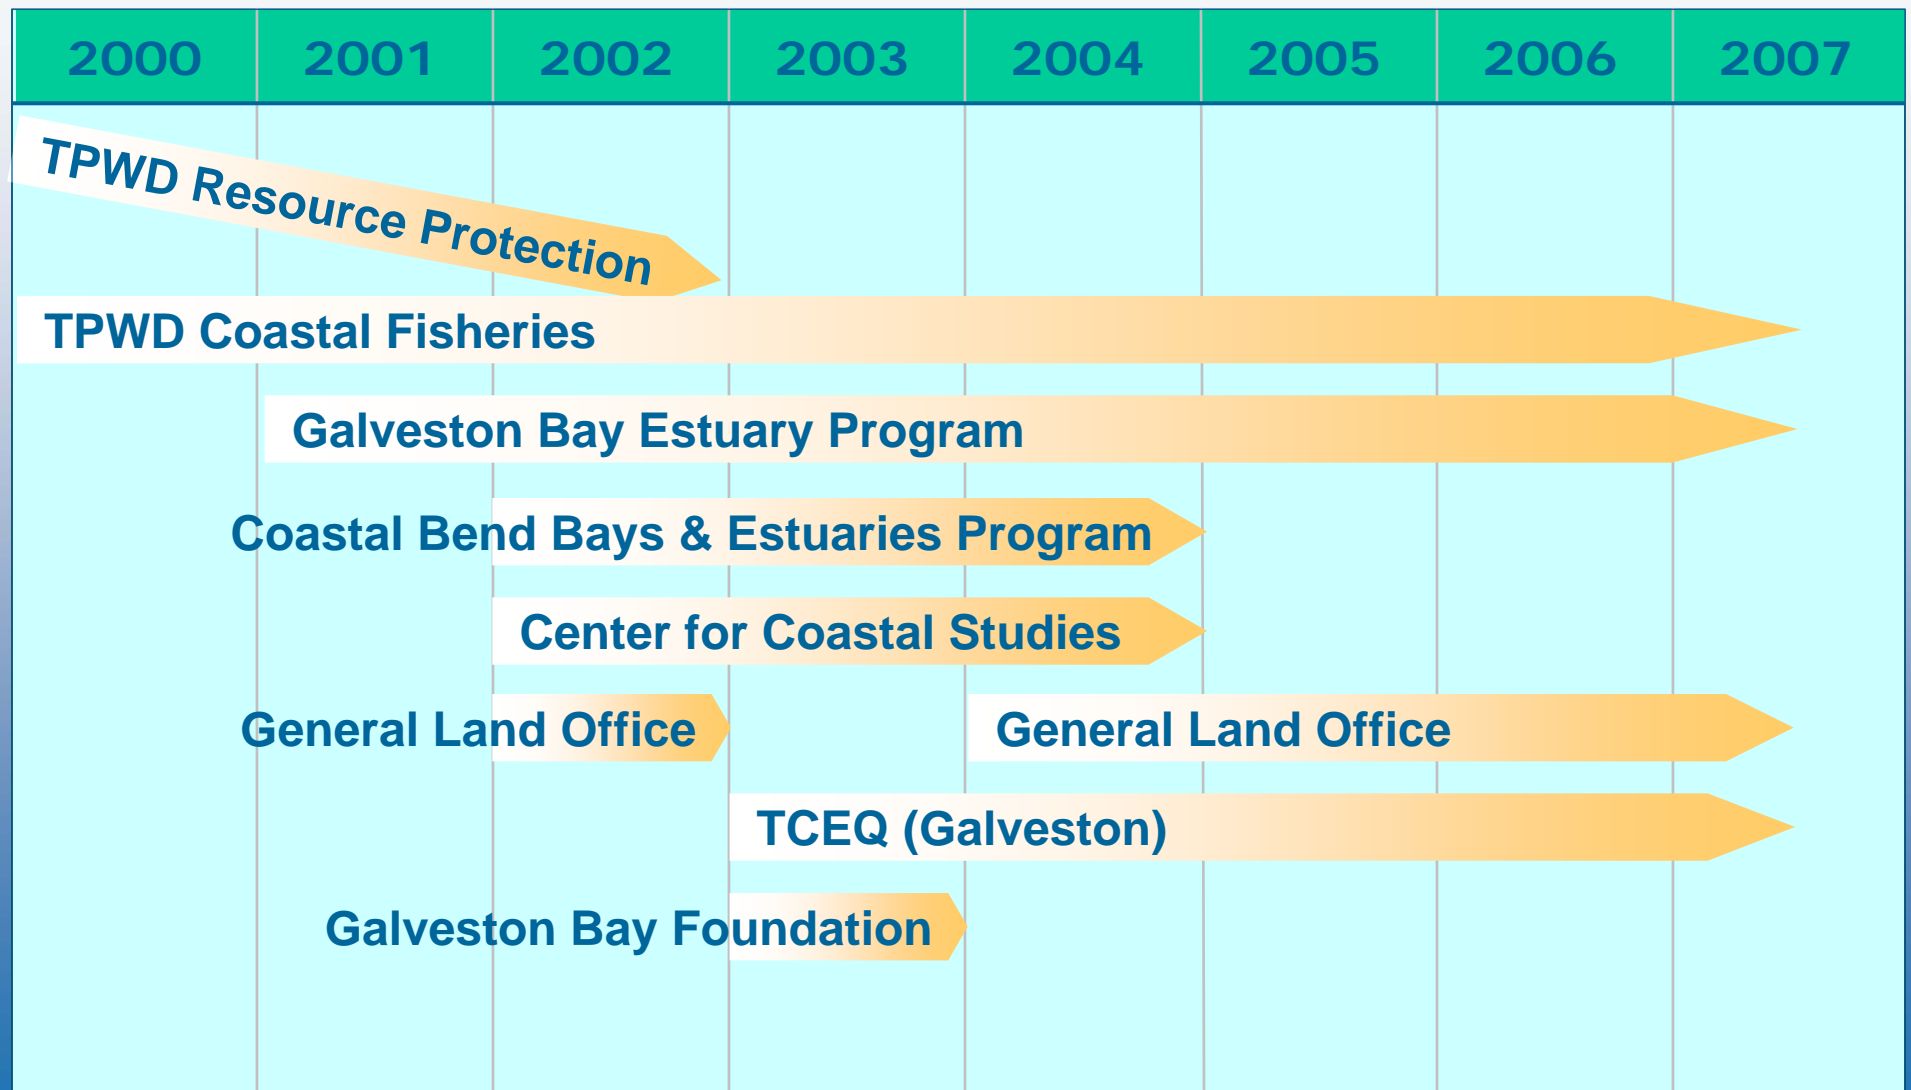 2000 2001 2002 2003 2004 2005 2006 2007
TPWD Resource Protection
TPWD Coastal Fisheries
Galveston Bay Estuary Program
Coastal Bend Bays & Estuaries Program
Center for Coastal Studies
General Land Office General Land Office
TCEQ (Galveston)
Galveston Bay Foundation